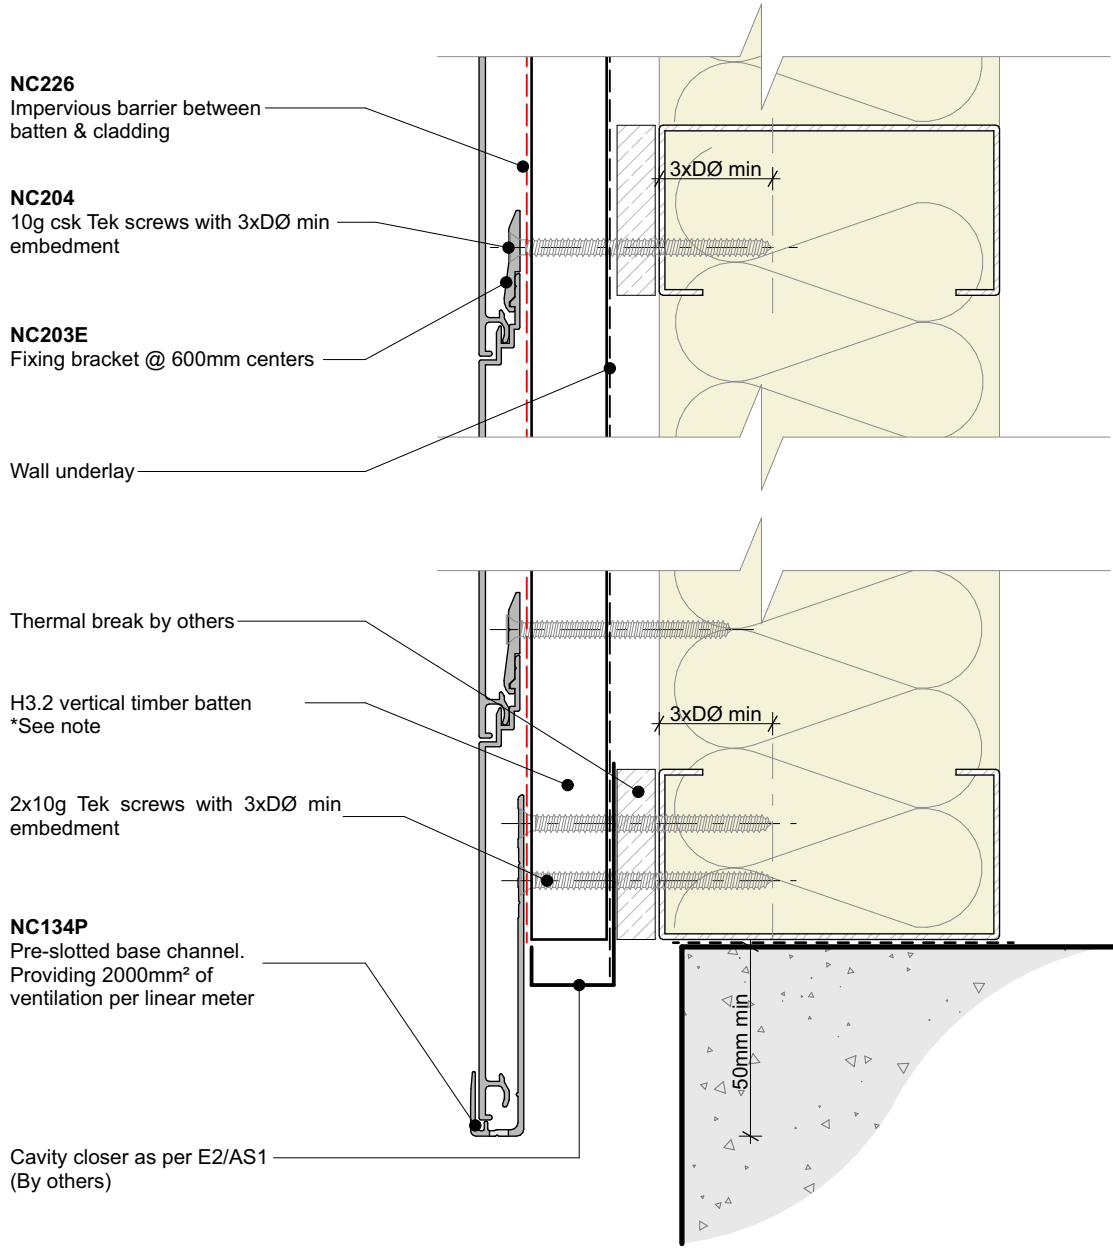 NC226
Impervious barrier between
batten & cladding
3xDØ min
NC204
10g csk Tek screws with 3xDØ min
embedment
NC203E
Fixing bracket @ 600mm centers
Wall underlay
Thermal break by others
H3.2 vertical timber batten
*See note
3xDØ min
2x10g Tek screws with 3xDØ min
embedment
NC134P
Pre-slotted base channel.
Providing 2000mm² of
ventilation per linear meter
50mm min
Cavity closer as per E2/AS1
(By others)